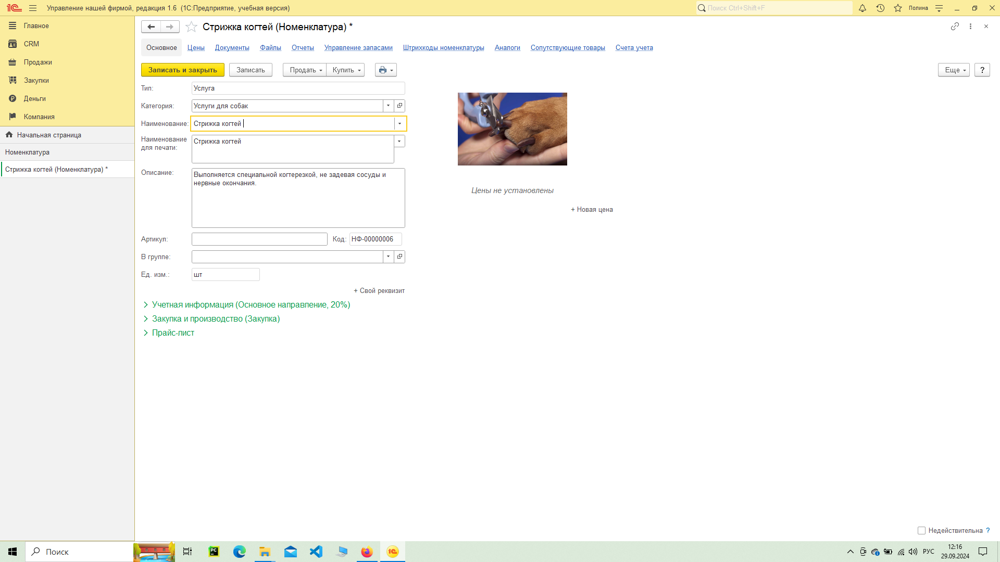 Управление нашей фирмой, редакция 1.6 (1С:Предприятие, учебная версия)
Поиск Ctrl+Shift+F
Полина
Главное
CRM
Продажи
Закупки
Деньги
Компания
Начальная страница
Номенклатура
Стрижка когтей (Номенклатура) *
Стрижка когтей (Номенклатура) *
Основное Цены Документы Файлы Отчеты Управление запасами Штрихкоды номенклатуры Аналоги Сопутствующие товары Счета учета
Записать и закрыть Записать Продать Купить Еще ?
Тип: Услуга
Категория: Услуги для собак
Наименование: Стрижка когтей
Наименование для печати: Стрижка когтей
Описание: Выполняется специальной когтерезкой, не задевая сосуды и
нервные окончания.
Артикул: Код: НФ-00000006
В группе:
Ед. изм.: шт
+ Свой реквизит
Учетная информация (Основное направление, 20%)
Закупка и производство (Закупка)
Прайс-лист
Цены не установлены
+ Новая цена
Недействительна ?
Поиск
РУС
12:16
29.09.2024